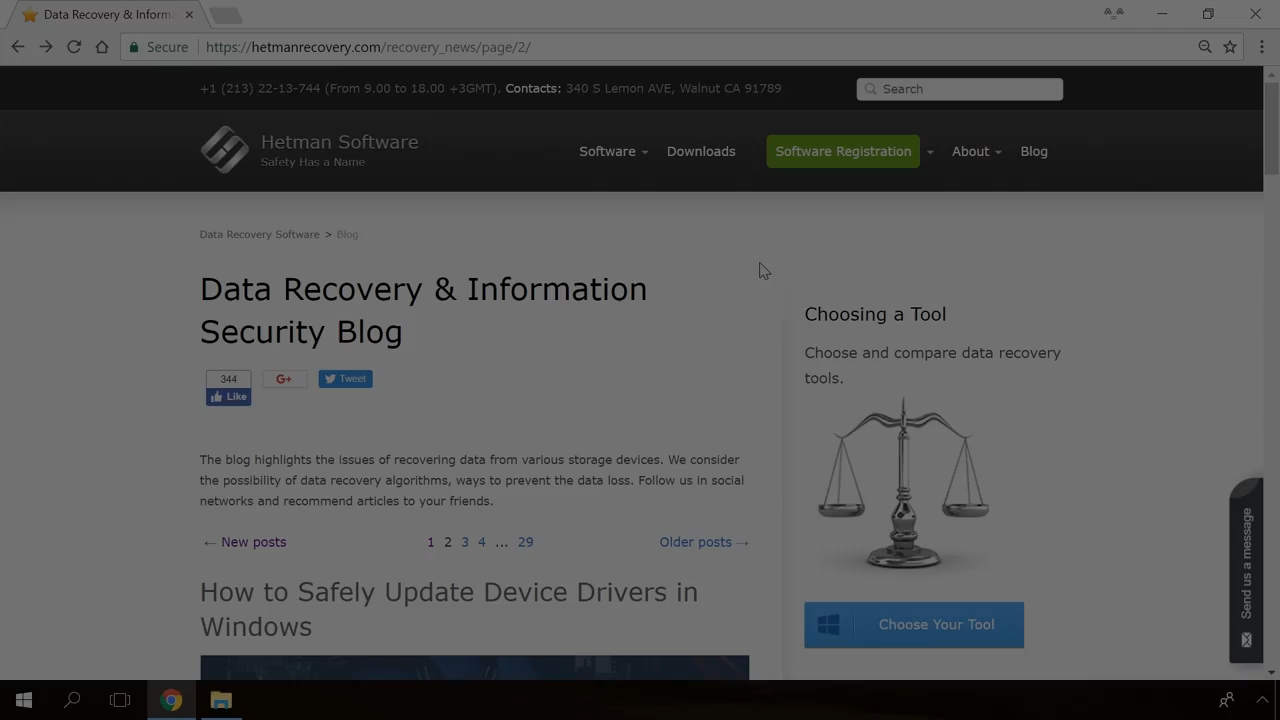 Data Recovery & Inform
Secure
https://hetmanrecovery.com/recovery_news/page/2/
+1 (213) 22-13-744 (From 9.00 to 18.00 +3GMT). Contacts: 340 S Lemon AVE, Walnut CA 91789
Search
Hetman Software
Safety Has a Name
Software
Downloads
Software Registration
About
Blog
Data Recovery Software > Blog
Data Recovery & Information
Security Blog
344
Like
G+
Tweet
The blog highlights the issues of recovering data from various storage devices. We consider
the possibility of data recovery algorithms, ways to prevent the data loss. Follow us in social
networks and recommend articles to your friends.
← New posts
1 2 3 4 ... 29
Older posts →
How to Safely Update Device Drivers in
Windows
Choosing a Tool
Choose and compare data recovery
tools.
Choose Your Tool
Send us a message